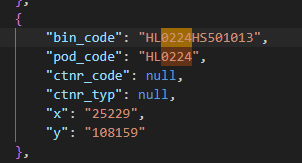 },
{
"bin_code": "HL0224HS501013",
"pod_code": "HL0224",
"ctnr_code": null,
"ctnr_typ": null,
"x": "25229",
"y": "108159"
},